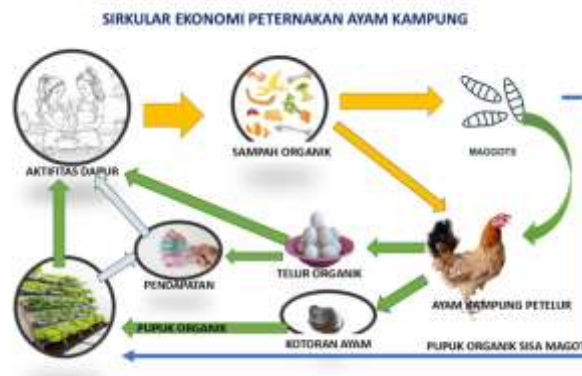 SIRKULAR EKONOMI PETERNAKAN AYAM KAMPUNG
AKTIFITAS DAPUR
SAMPAH ORGANIK
MAGGOTS
PENDAPATAN
TELUR ORGANIK
AYAM KAMPUNG PETELUR
PUPUK ORGANIK
KOTORAN AYAM
PUPUK ORGANIK SISA MAGOT